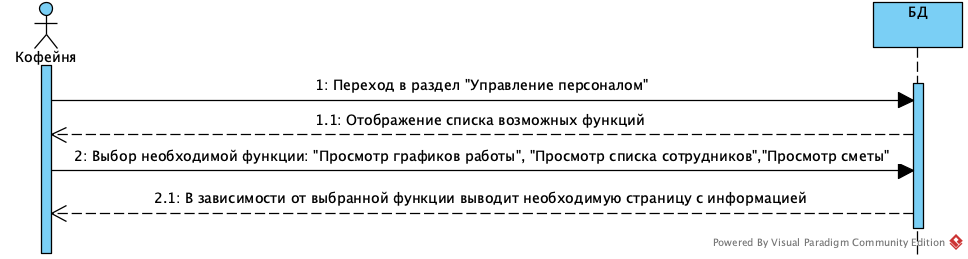 БД
Кофейня
1: Переход в раздел "Управление персоналом"
1.1: Отображение списка возможных функций
2: Выбор необходимой функции: "Просмотр графиков работы", "Просмотр списка сотрудников","Просмотр сметы"
2.1: В зависимости от выбранной функции выводит необходимую страницу с информацией
Powered By Visual Paradigm Community Edition